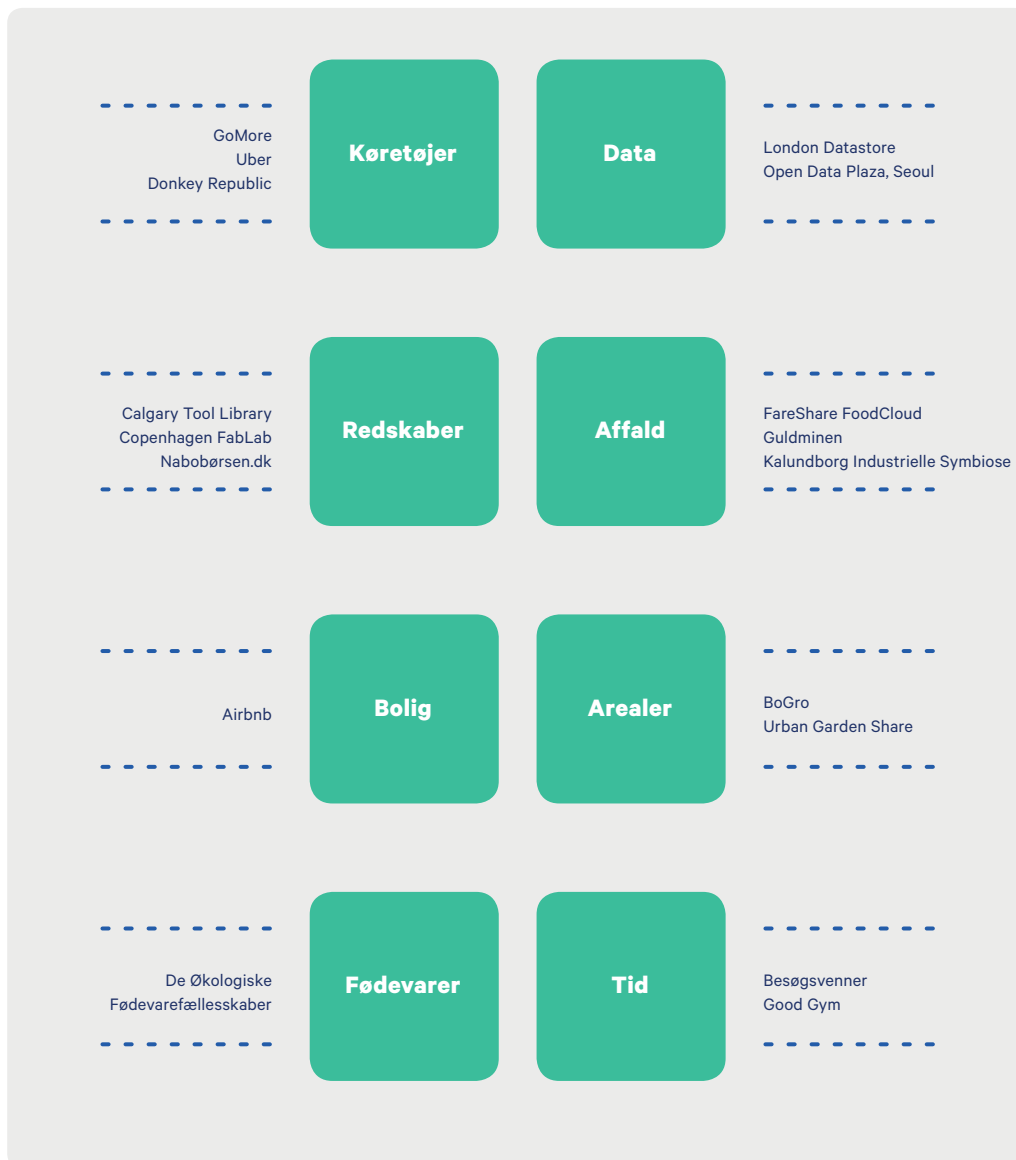 GoMore
Uber
Donkey Republic
Køretøjer
Data
London Datastore
Open Data Plaza, Seoul
Calgary Tool Library
Copenhagen FabLab
Nabobørsen.dk
Redskaber
Affald
FareShare FoodCloud
Guldminen
Kalundborg Industrielle Symbiose
Airbnb
Bolig
Arealer
BoGro
Urban Garden Share
De Økologiske
Fødevarefællesskaber
Fødevarer
Tid
Besøgsvenner
Good Gym